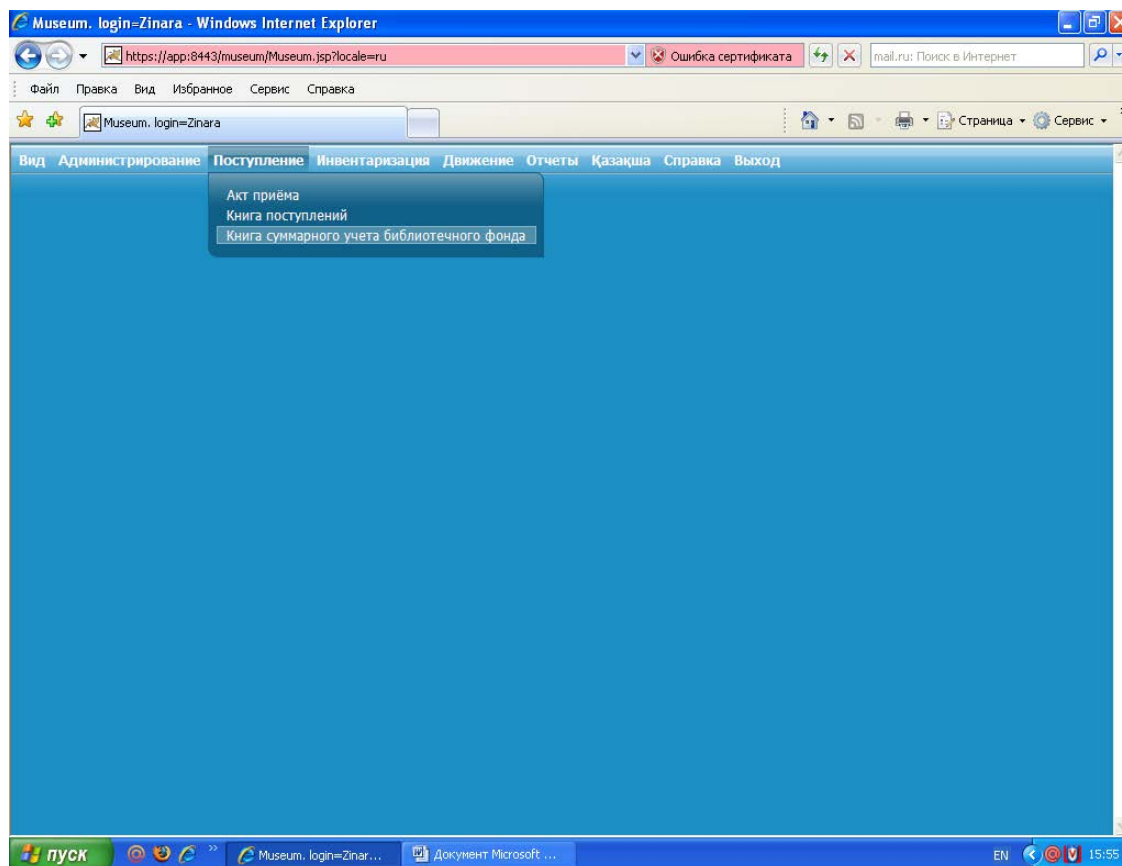 Museum. login=Zinara - Windows Internet Explorer
https://app:8443/museum/Museum.jsp?locale=ru
Ошибка сертификата
mail.ru: Поиск в Интернет
Файл Правка Вид Избранное Сервис Справка
Museum. login=Zinara
Страница Сервис
Вид Администрирование Поступление Инвентаризация Движение Отчеты Қазақша Справка Выход
Акт приёма
Книга поступлений
Книга суммарного учета библиотечного фонда
пуск
Museum. login=Zinar...
Документ Microsoft ...
EN
15:55